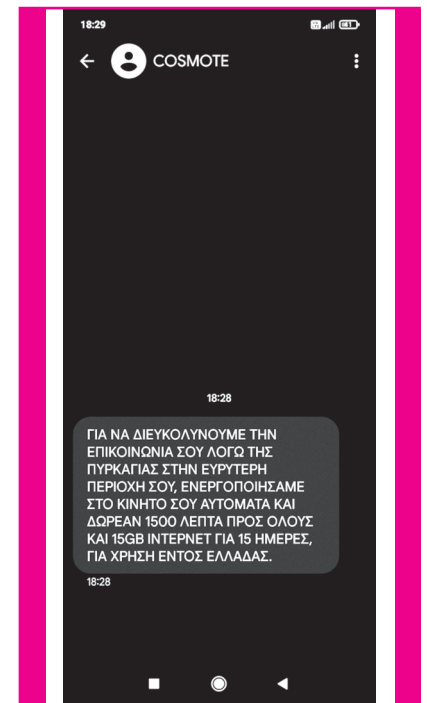 18:29
COSMOTE
18:28
ΓΙΑ ΝΑ ΔΙΕΥΚΟΛΥΝΟΥΜΕ ΤΗΝ
ΕΠΙΚΟΙΝΩΝΙΑ ΣΟΥ ΛΟΓΩ ΤΗΣ
ΠΥΡΚΑΓΙΑΣ ΣΤΗΝ ΕΥΡΥΤΕΡΗ
ΠΕΡΙΟΧΗ ΣΟΥ, ΕΝΕΡΓΟΠΟΙΗΣΑΜΕ
ΣΤΟ ΚΙΝΗΤΟ ΣΟΥ ΑΥΤΟΜΑΤΑ ΚΑΙ
ΔΩΡΕΑΝ 1500 ΛΕΠΤΑ ΠΡΟΣ ΟΛΟΥΣ
ΚΑΙ 15GB ΙΝΤΕΡΝΕΤ ΓΙΑ 15 ΗΜΕΡΕΣ,
ΓΙΑ ΧΡΗΣΗ ΕΝΤΟΣ ΕΛΛΑΔΑΣ.
18:28